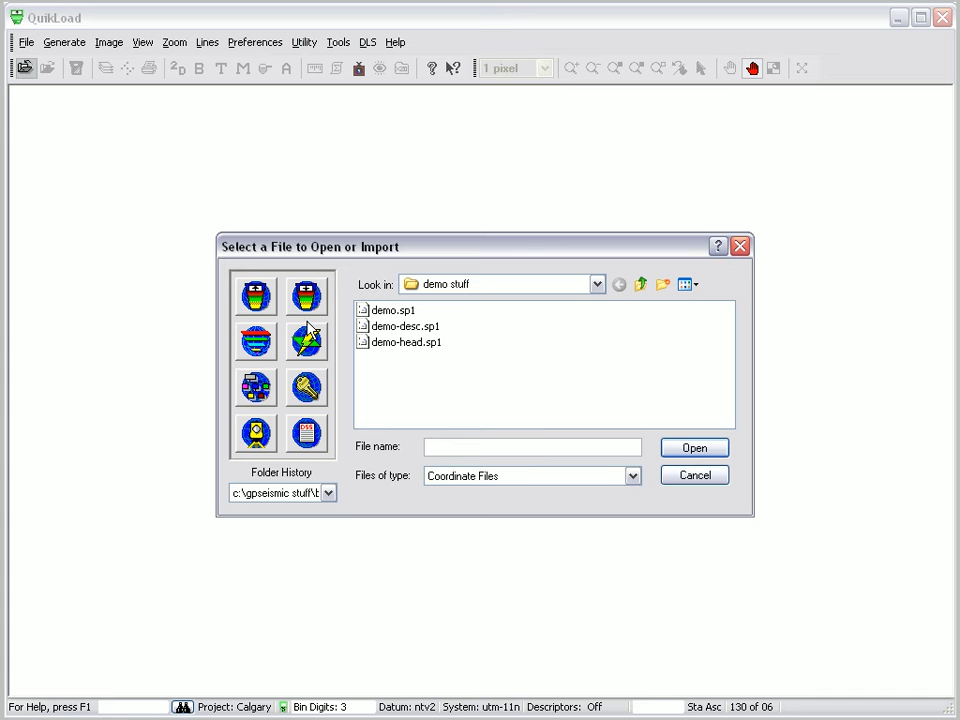 QuikLoad
File Generate Image View Zoom Lines Preferences Utility Tools DLS Help
2D B T M A ? ? 1 pixel
Select a File to Open or Import ?
Look in: demo stuff
demo.sp1
demo-desc.sp1
demo-head.sp1
DSS
File name: Open
Folder History
Files of type: Coordinate Files Cancel
c:\gpseismic stuff\
For Help, press F1 Project: Calgary Bin Digits: 3 Datum: ntv2 System: utm-11n Descriptors: Off Sta Asc 130 of 06